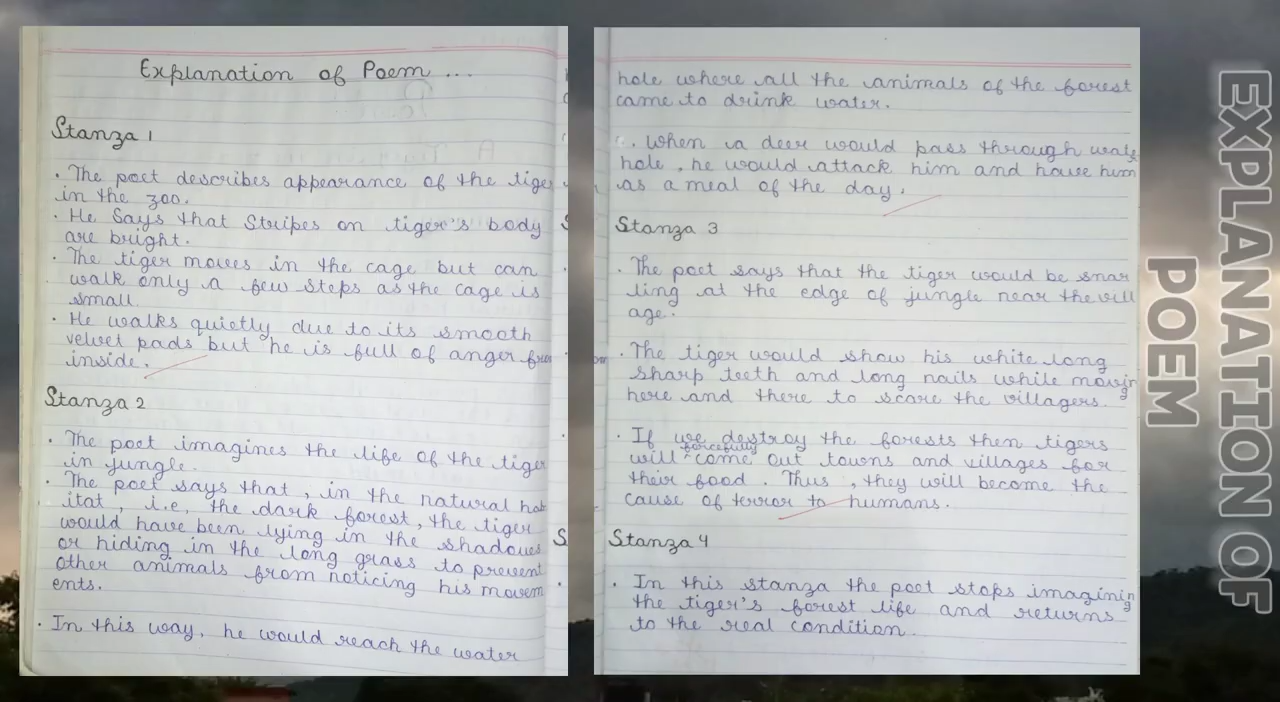 Explanation of Poem ...
Stanza 1
• The poet describes appearance of the tiger
in the zoo.
• He Says that Stripes on tiger's body
are bright.
• The tiger moves in the cage but can
walk only a few steps as the cage is
small.
• He walks quietly due to its smooth
velvet pads but he is full of anger from
inside.
Stanza 2
• The poet imagines the life of the tiger
in jungle.
• The poet says that, in the natural hab
itat, i.e, the dark forest, the tiger
would have been lying in the shadows
or hiding in the long grass to prevent
other animals from noticing his movem
ents.
• In this way, he would reach the water
hole where all the animals of the forest
came to drink water.
• When a deer would pass through water
hole, he would attack him and have him
as a meal of the day.
Stanza 3
• The poet says that the tiger would be snar
ling at the edge of jungle near the vill
age.
• The tiger would show his white long
sharp teeth and long nails while moving
here and there to scare the villagers.
• If we destroy the forests then tigers
will ^forcefully come out towns and villages for
their food. Thus, they will become the
cause of terror to humans.
Stanza 4
• In this stanza the poet stops imagining
the tiger's forest life and returns
to the real condition.
EXPLANATION OF
POEM